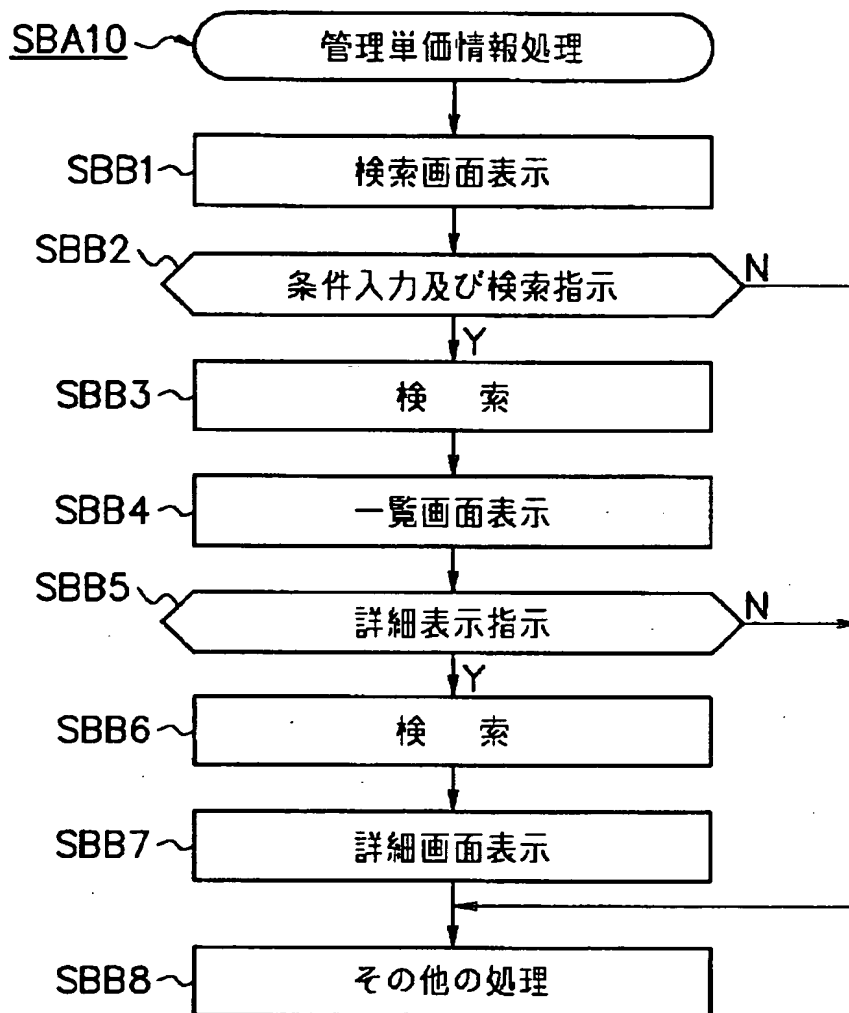 SBA10 管理単価情報処理
SBB1 検索画面表示
SBB2 条件入力及び検索指示 N
Y
SBB3 検 索
SBB4 一覧画面表示
SBB5 詳細表示指示 N
Y
SBB6 検 索
SBB7 詳細画面表示
SBB8 その他の処理